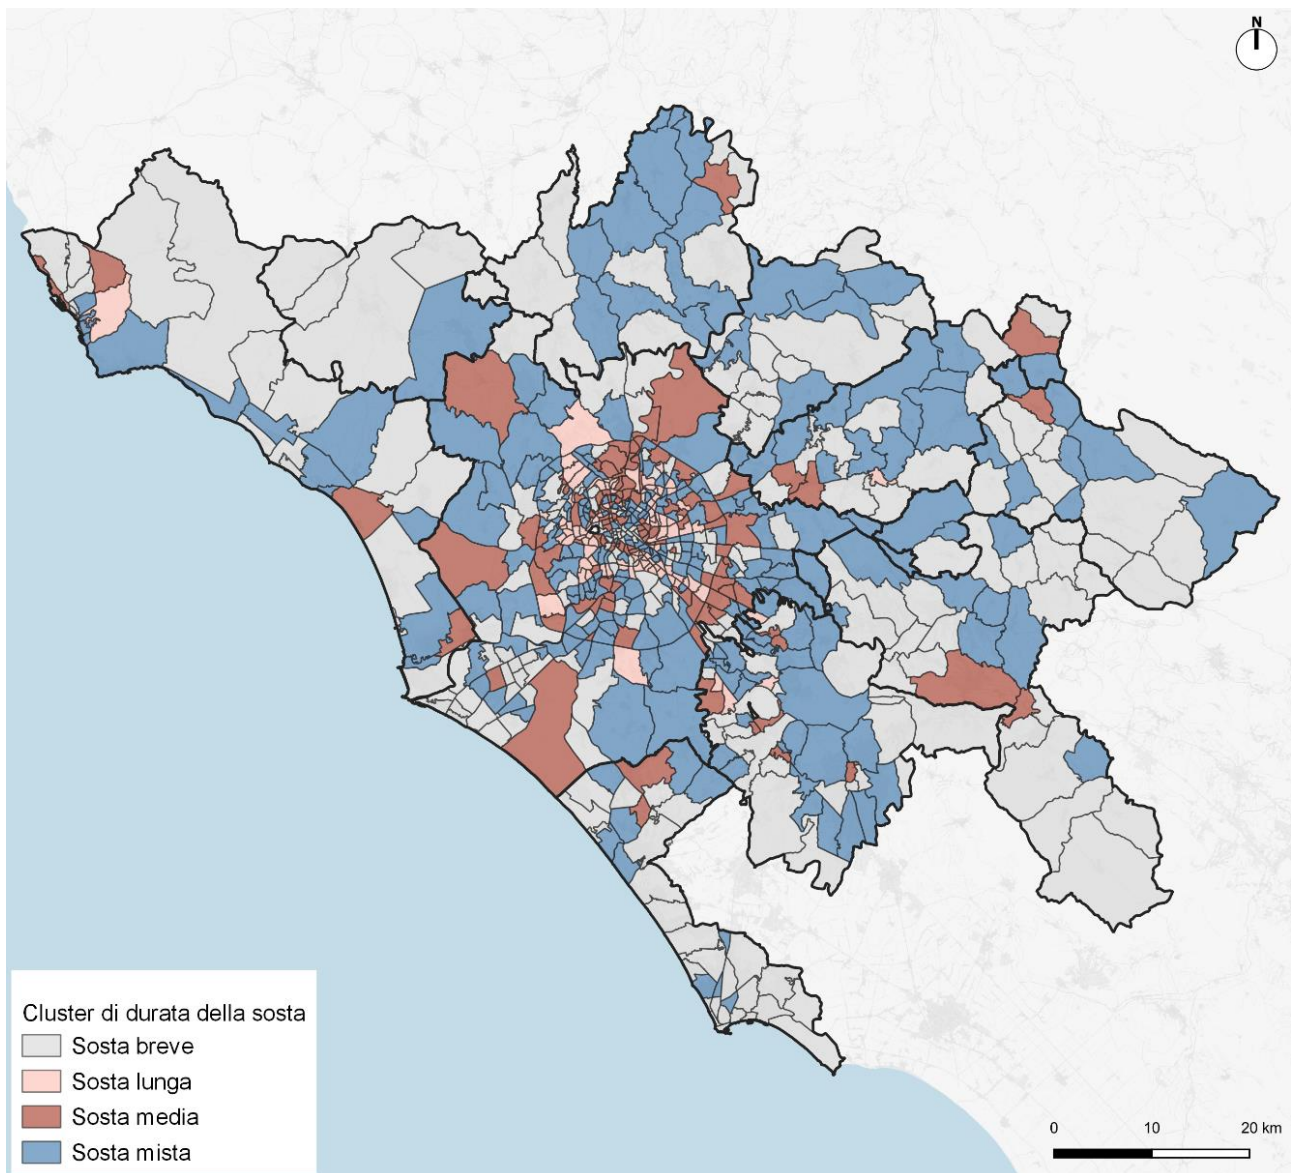 N
Cluster di durata della sosta
Sosta breve
Sosta lunga
Sosta media
Sosta mista
0 10 20 km